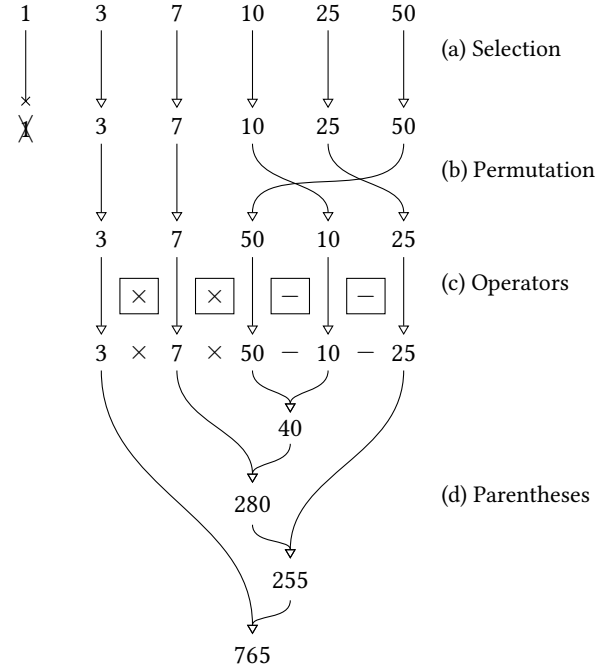 1 3 7 10 25 50
(a) Selection
1 3 7 10 25 50
(b) Permutation
3 7 50 10 25
(c) Operators
× × − −
3 × 7 × 50 − 10 − 25
40
280
(d) Parentheses
255
765